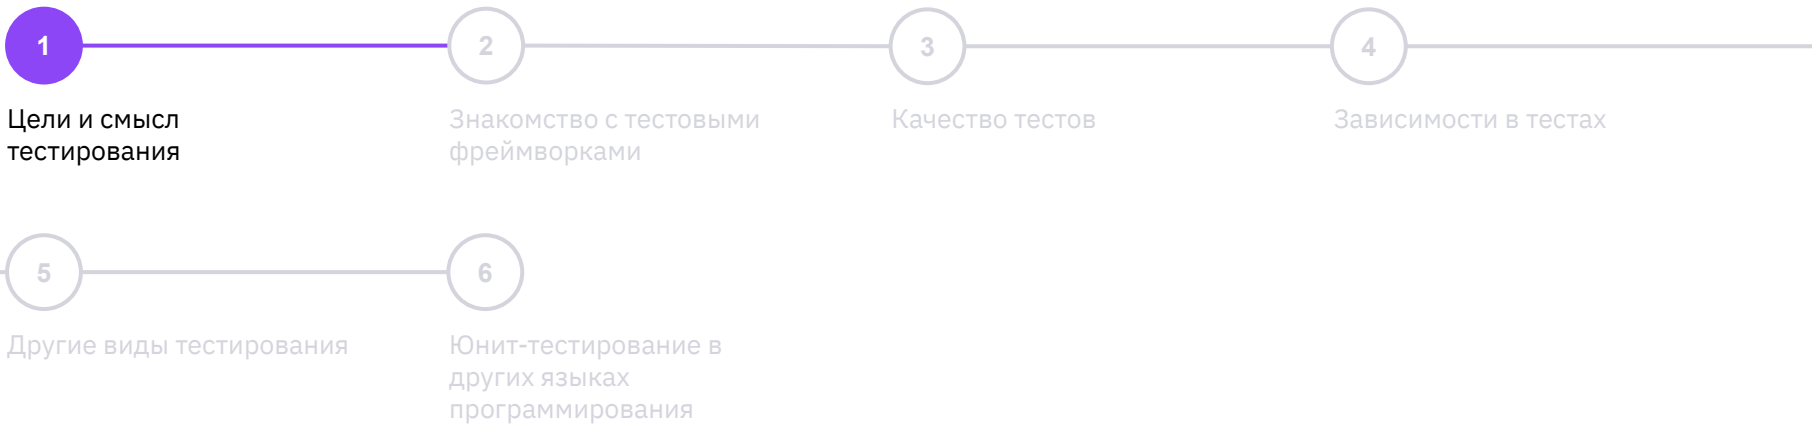 1
2
3
4
Цели и смысл
тестирования
Знакомство с тестовыми
фреймворками
Качество тестов
Зависимости в тестах
5
6
Другие виды тестирования
Юнит-тестирование в
других языках
программирования